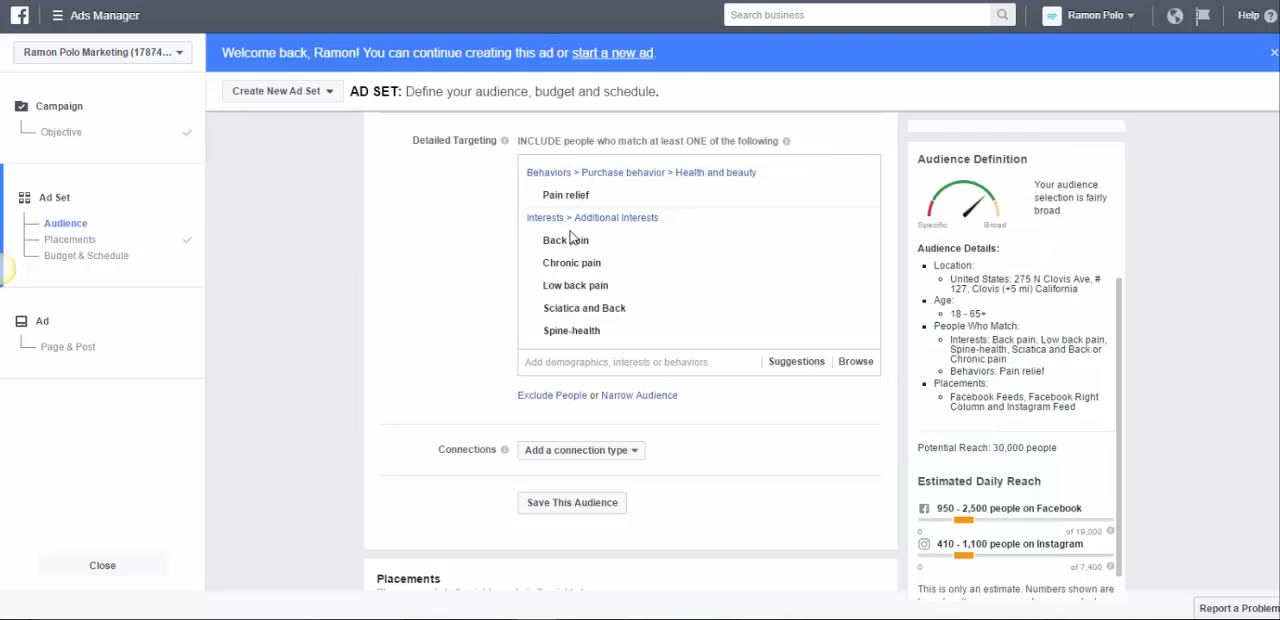 Ads Manager
Search business
RP
Ramon Polo
Help
Ramon Polo Marketing (17874...
Welcome back, Ramon! You can continue creating this ad or start a new ad.
Create New Ad Set
AD SET: Define your audience, budget and schedule.
Campaign
Objective
Ad Set
Audience
Placements
Budget & Schedule
Ad
Page & Post
Close
Detailed Targeting
INCLUDE people who match at least ONE of the following
Behaviors > Purchase behavior > Health and beauty
Pain relief
Interests > Additional Interests
Back pain
Chronic pain
Low back pain
Sciatica and Back
Spine-health
Add demographics, interests or behaviors
Suggestions
Browse
Exclude People or Narrow Audience
Connections
Add a connection type
Save This Audience
Placements
Audience Definition
Your audience
selection is fairly
broad.
Specific
Broad
Audience Details:
Location:
United States: 275 N Clovis Ave, #
127, Clovis (+5 mi) California
Age:
18 - 65+
People Who Match:
Interests: Back pain, Low back pain,
Spine-health, Sciatica and Back or
Chronic pain
Behaviors: Pain relief
Placements:
Facebook Feeds, Facebook Right
Column and Instagram Feed
Potential Reach: 30,000 people
Estimated Daily Reach
950 - 2,500 people on Facebook
0
of 19,000
410 - 1,100 people on Instagram
0
of 7,400
This is only an estimate. Numbers shown are
Report a Problem